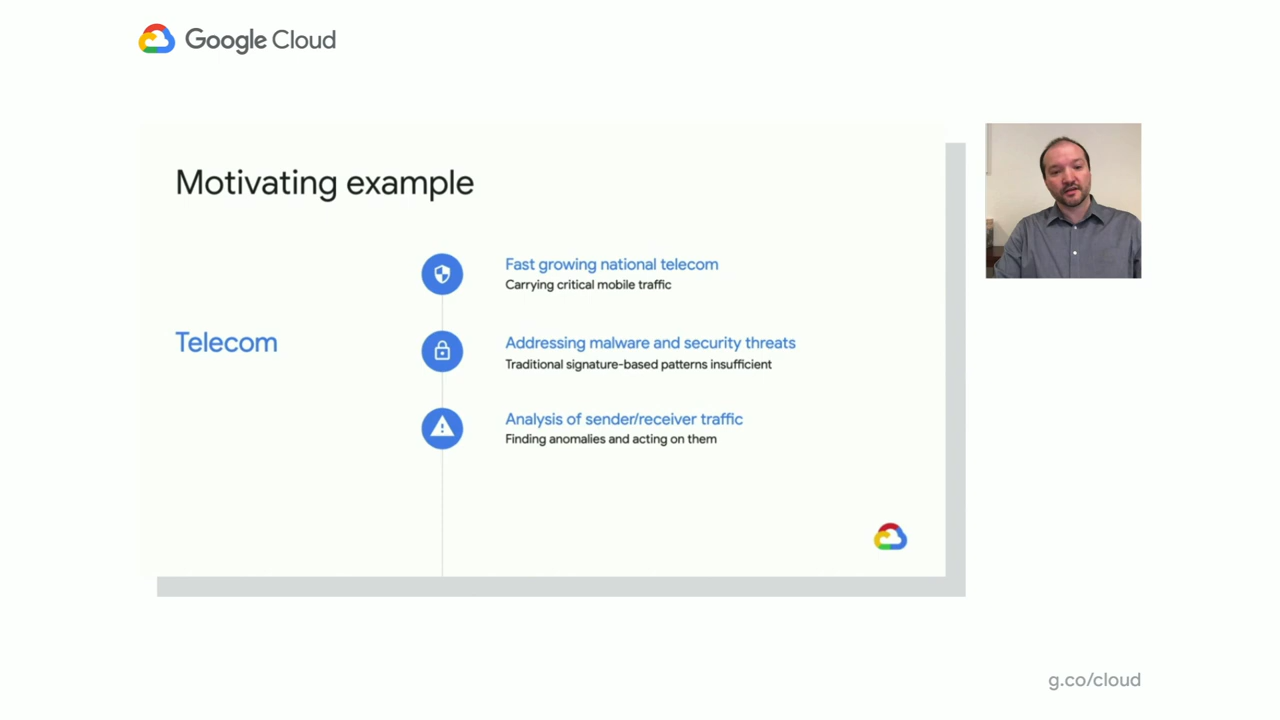 Google Cloud
Motivating example
Telecom
Fast growing national telecom
Carrying critical mobile traffic
Addressing malware and security threats
Traditional signature-based patterns insufficient
Analysis of sender/receiver traffic
Finding anomalies and acting on them
g.co/cloud